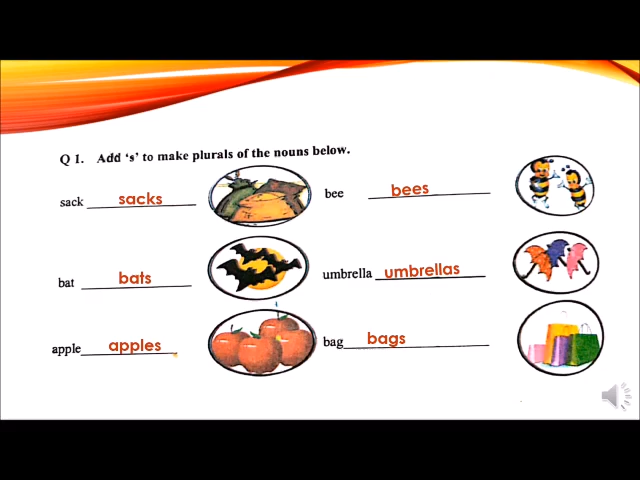 Q 1. Add 's' to make plurals of the nouns below.
sack sacks bee bees
bat bats umbrella umbrellas
apple apples bag bags